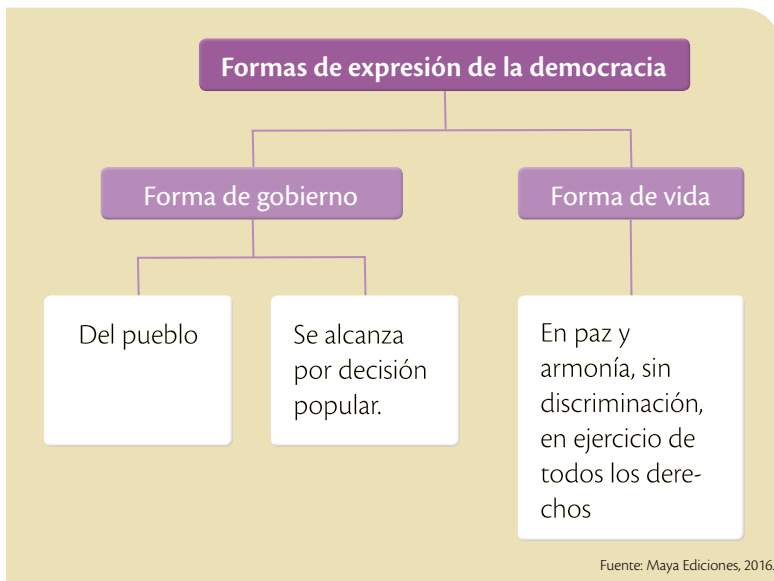 Formas de expresión de la democracia
Forma de gobierno
Forma de vida
Del pueblo
Se alcanza
por decisión
popular.
En paz y
armonía, sin
discriminación,
en ejercicio de
todos los dere-
chos
Fuente: Maya Ediciones, 2016.